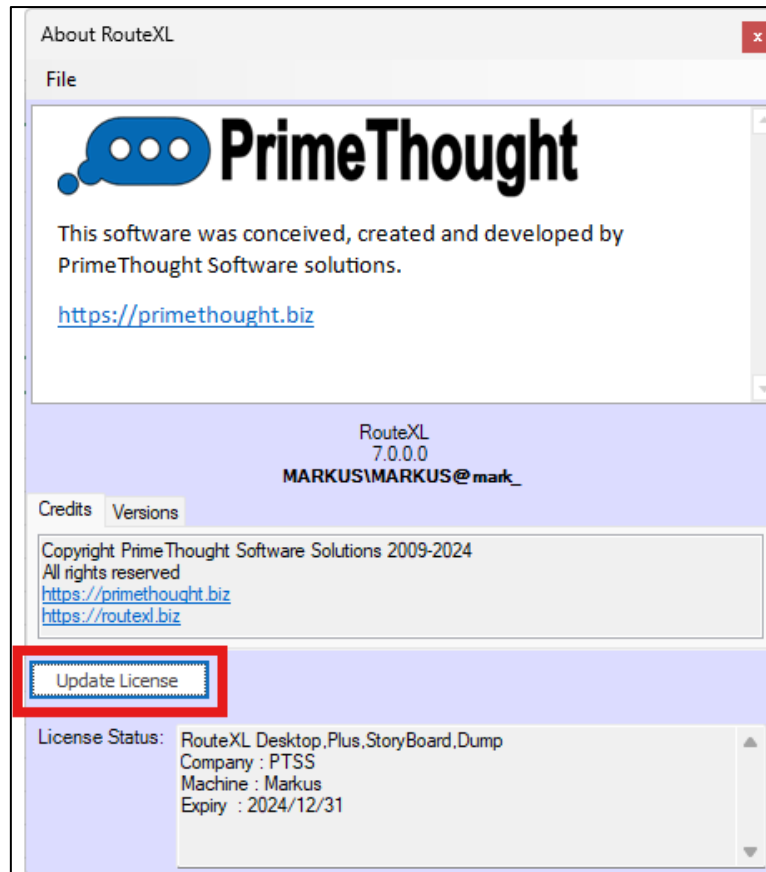 About RouteXL
x
File
PrimeThought
This software was conceived, created and developed by
PrimeThought Software solutions.
https://primethought.biz
RouteXL
7.0.0.0
MARKUS\MARKUS@mark_
Credits Versions
Copyright PrimeThought Software Solutions 2009-2024
All rights reserved
https://primethought.biz
https://routexl.biz
Update License
License Status: RouteXL Desktop,Plus,StoryBoard,Dump
Company : PTSS
Machine : Markus
Expiry : 2024/12/31